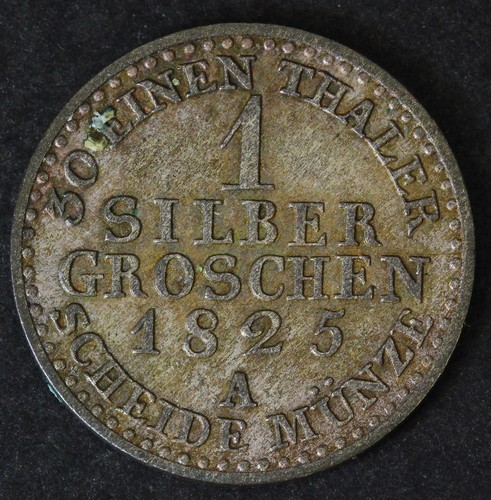 30 EINEN THALER
1
SILBER
GROSCHEN
1825
A
SCHEIDE MÜNZE